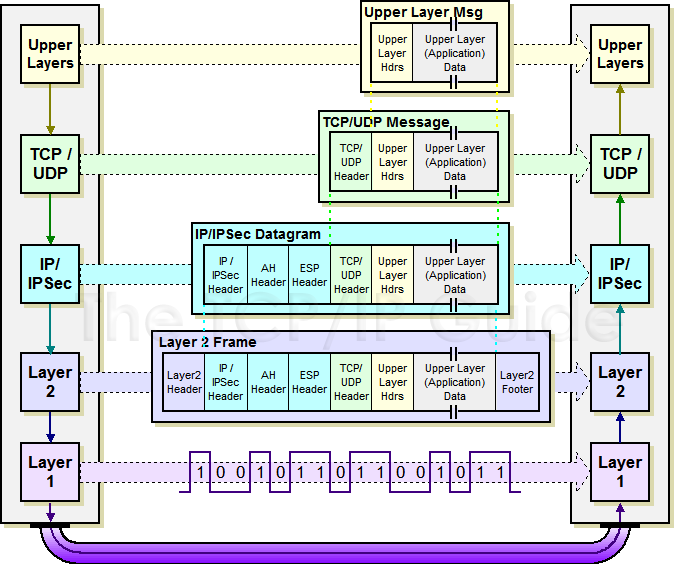 Upper Layer Msg
Upper
Layers
Upper
Layer
Hdrs
Upper Layer
(Application)
Data
Upper
Layers
TCP/UDP Message
TCP /
UDP
TCP/
UDP
Header
Upper
Layer
Hdrs
Upper Layer
(Application)
Data
TCP /
UDP
IP/IPSec Datagram
IP/
IPSec
IP /
IPSec
Header
AH
Header
ESP
Header
TCP/
UDP
Header
Upper
Layer
Hdrs
Upper Layer
(Application)
Data
IP/
IPSec
The TCP/IP Guide
Layer 2 Frame
Layer
2
Layer2
Header
IP /
IPSec
Header
AH
Header
ESP
Header
TCP/
UDP
Header
Upper
Layer
Hdrs
Upper Layer
(Application)
Data
Layer2
Footer
Layer
2
Layer
1
1 0 0 1 0 1 1 0 1 1 0 0 1 0 1 1
Layer
1